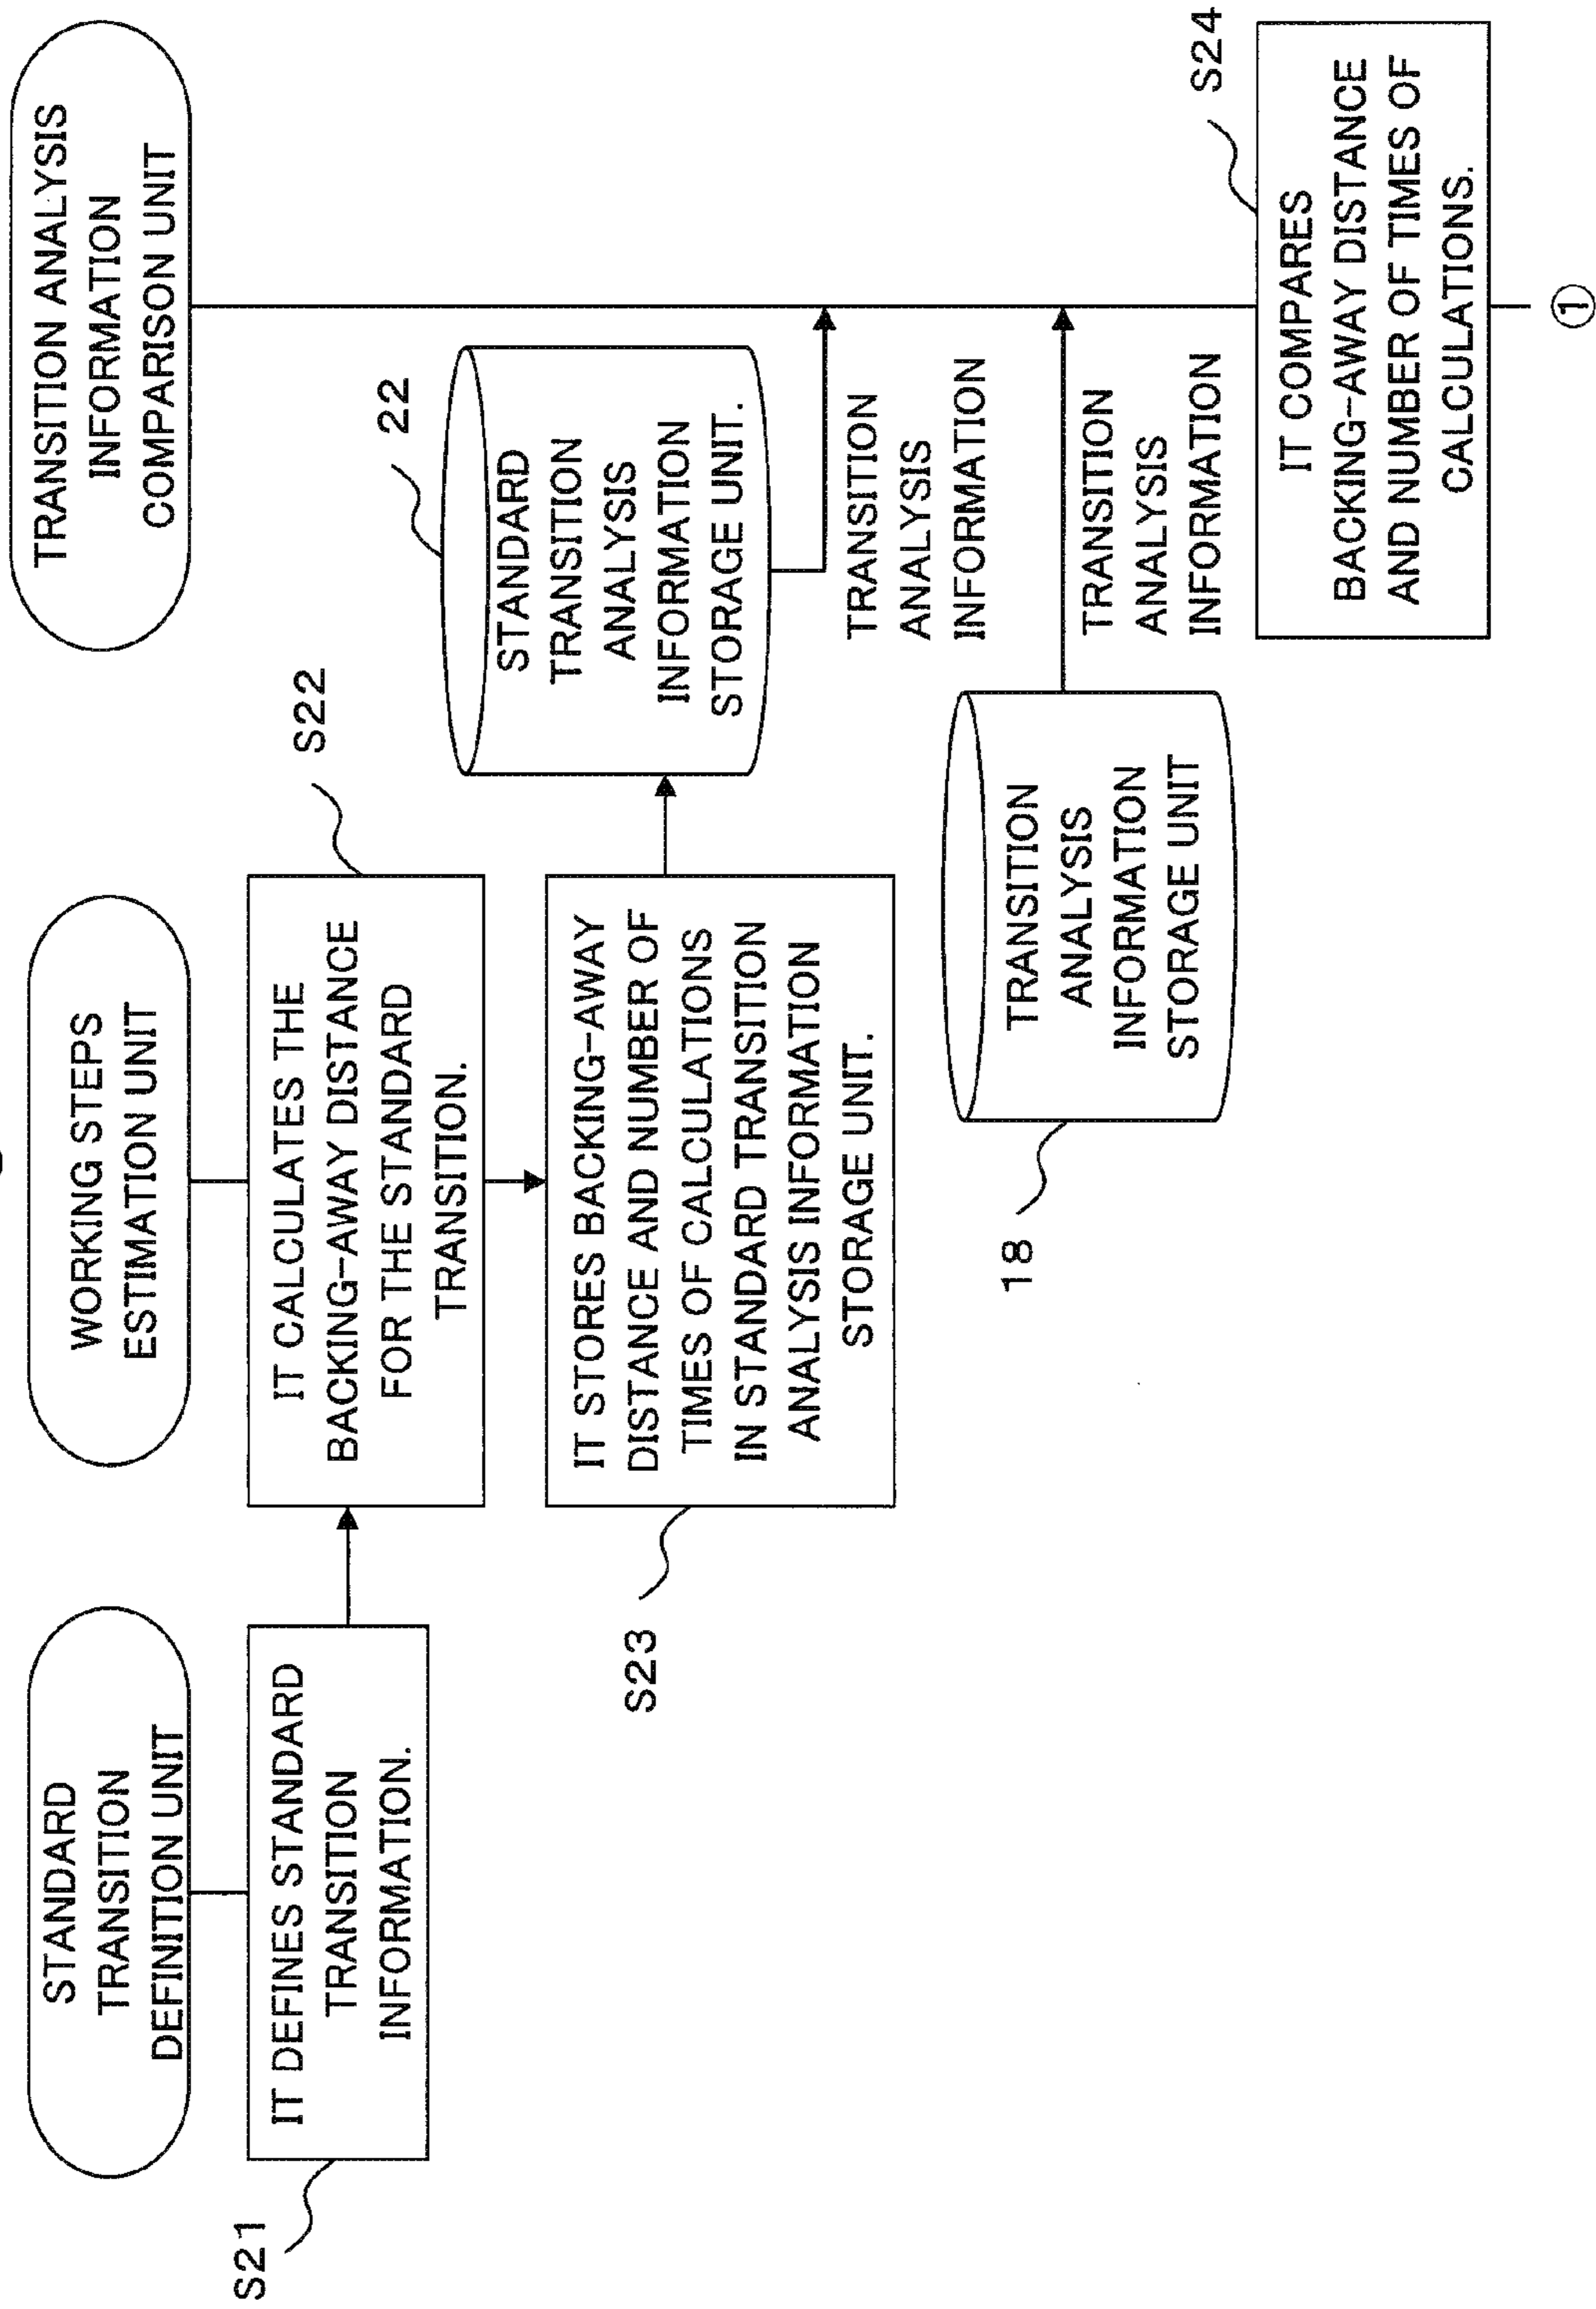 STANDARD
TRANSITION
DEFINITION UNIT
S21
IT DEFINES STANDARD
TRANSITION
INFORMATION.
WORKING STEPS
ESTIMATION UNIT
S22
IT CALCULATES THE
BACKING-AWAY DISTANCE
FOR THE STANDARD
TRANSITION.
S23
IT STORES BACKING-AWAY
DISTANCE AND NUMBER OF
TIMES OF CALCULATIONS
IN STANDARD TRANSITION
ANALYSIS INFORMATION
STORAGE UNIT.
TRANSITION ANALYSIS
INFORMATION
COMPARISON UNIT
22
STANDARD
TRANSITION
ANALYSIS
INFORMATION
STORAGE UNIT.
TRANSITION
ANALYSIS
INFORMATION
18
TRANSITION
ANALYSIS
INFORMATION
STORAGE UNIT
TRANSITION
ANALYSIS
INFORMATION
S24
IT COMPARES
BACKING-AWAY DISTANCE
AND NUMBER OF TIMES OF
CALCULATIONS.
①